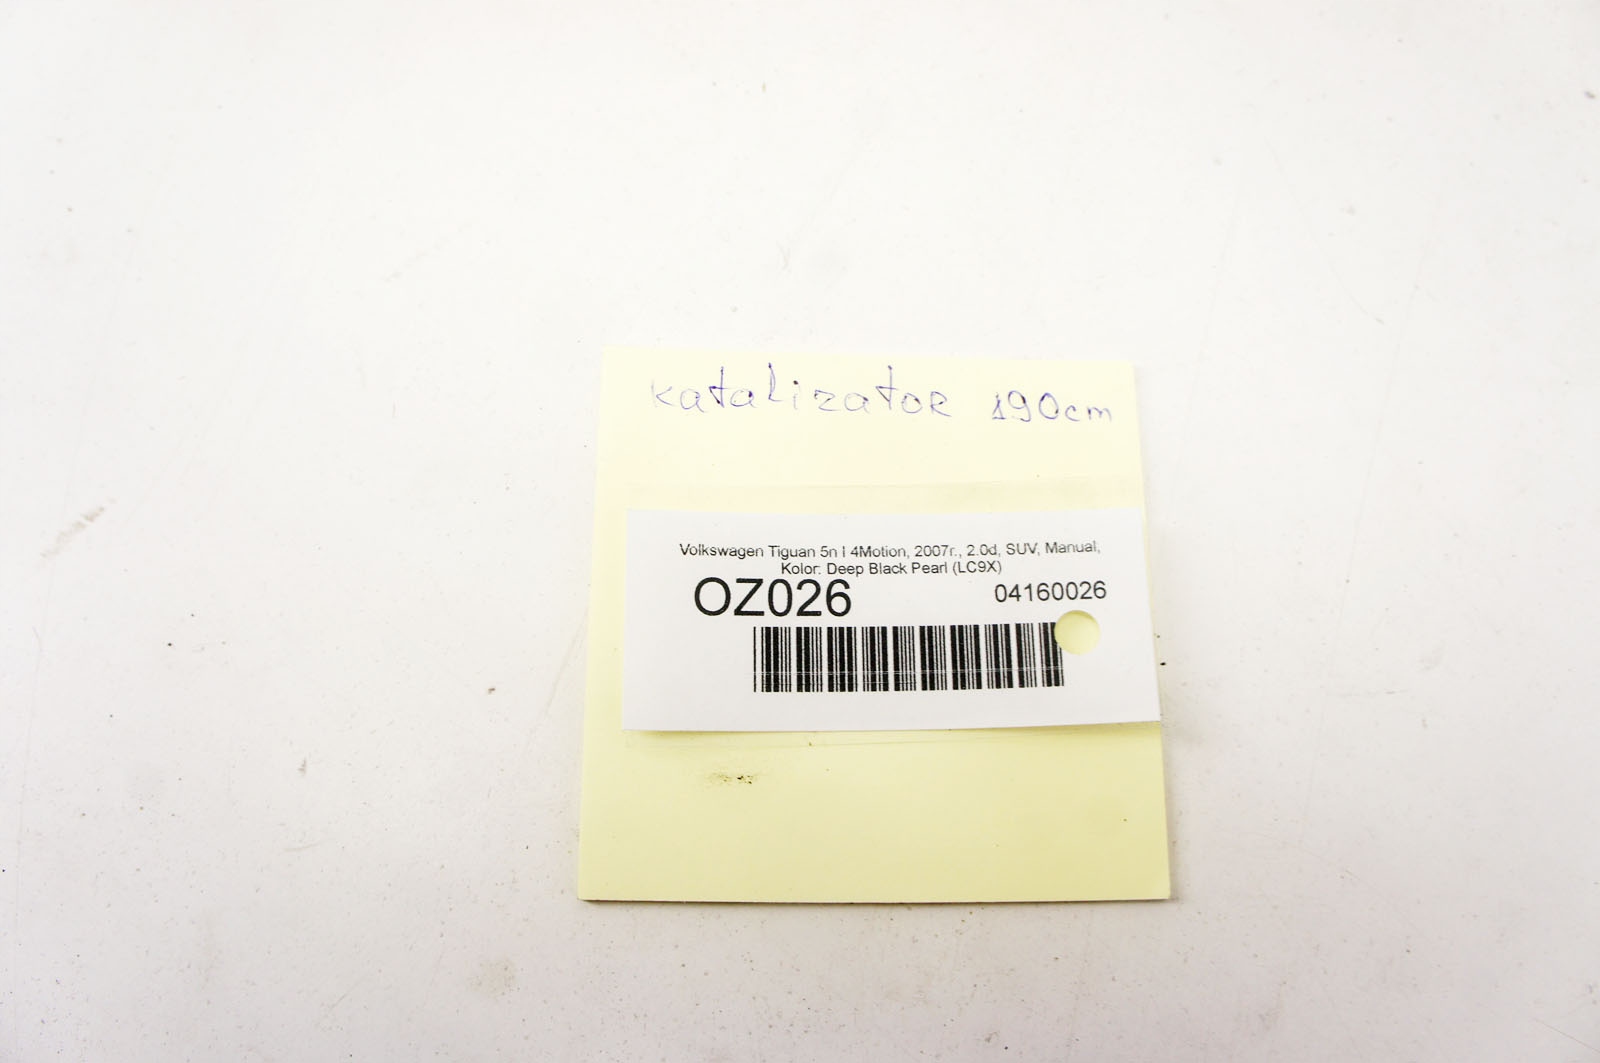 katalizator 190cm
Volkswagen Tiguan 5n I 4Motion, 2007r., 2.0d, SUV, Manual,
Kolor: Deep Black Pearl (LC9X)
OZ026 04160026